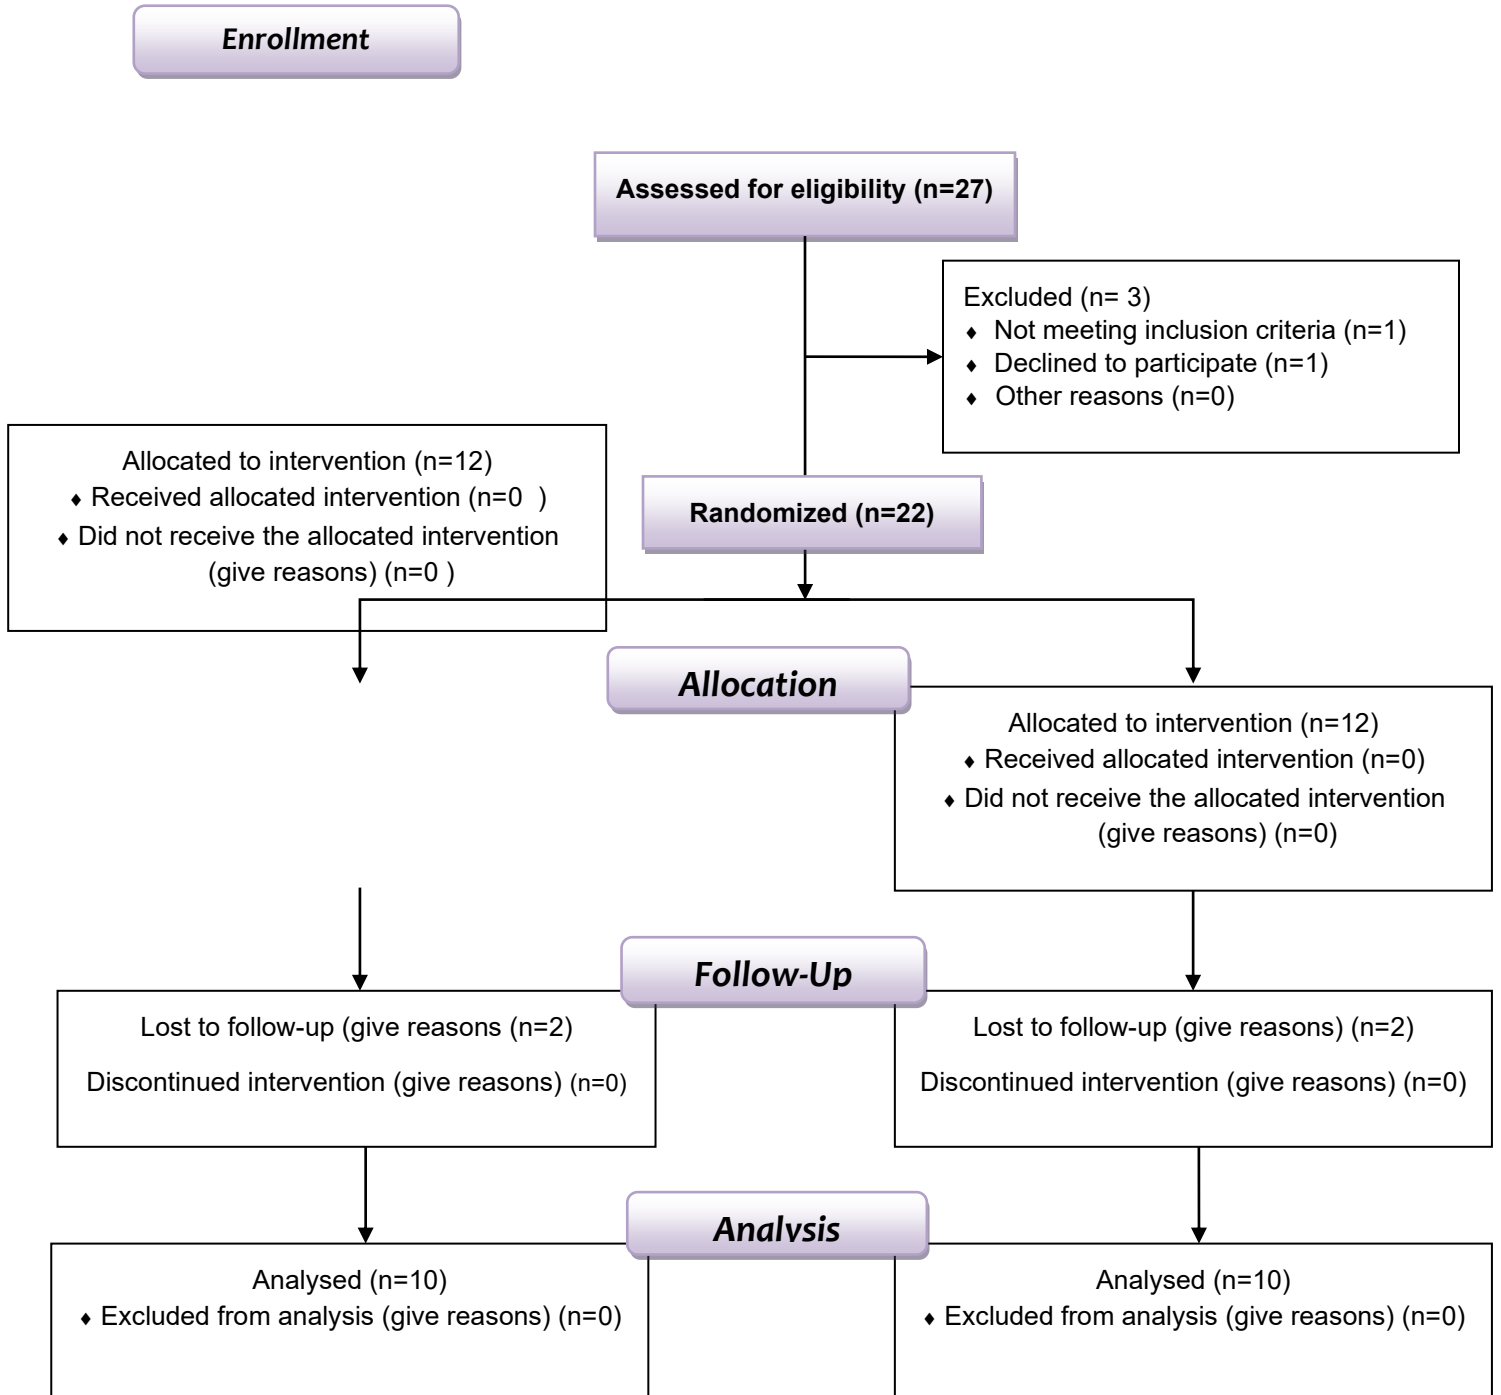 Enrollment
Assessed for eligibility (n=27)
Excluded (n= 3)
♦ Not meeting inclusion criteria (n=1)
♦ Declined to participate (n=1)
♦ Other reasons (n=0)
Allocated to intervention (n=12)
♦ Received allocated intervention (n=0 )
♦ Did not receive the allocated intervention
(give reasons) (n=0 )
Randomized (n=22)
Allocation
Allocated to intervention (n=12)
♦ Received allocated intervention (n=0)
♦ Did not receive the allocated intervention
(give reasons) (n=0)
Follow-Up
Lost to follow-up (give reasons (n=2)
Discontinued intervention (give reasons) (n=0)
Lost to follow-up (give reasons) (n=2)
Discontinued intervention (give reasons) (n=0)
Analysis
Analysed (n=10)
♦ Excluded from analysis (give reasons) (n=0)
Analysed (n=10)
♦ Excluded from analysis (give reasons) (n=0)